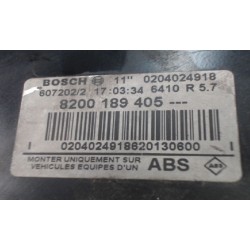 BOSCH 11" 0204024918
607202/2 17:03:34 6410 R 5.7
8200 189 405 ---
0204024918620130600
MONTER UNIQUEMENT SUR
VEHICULES EQUIPES D'UN ABS
ABS